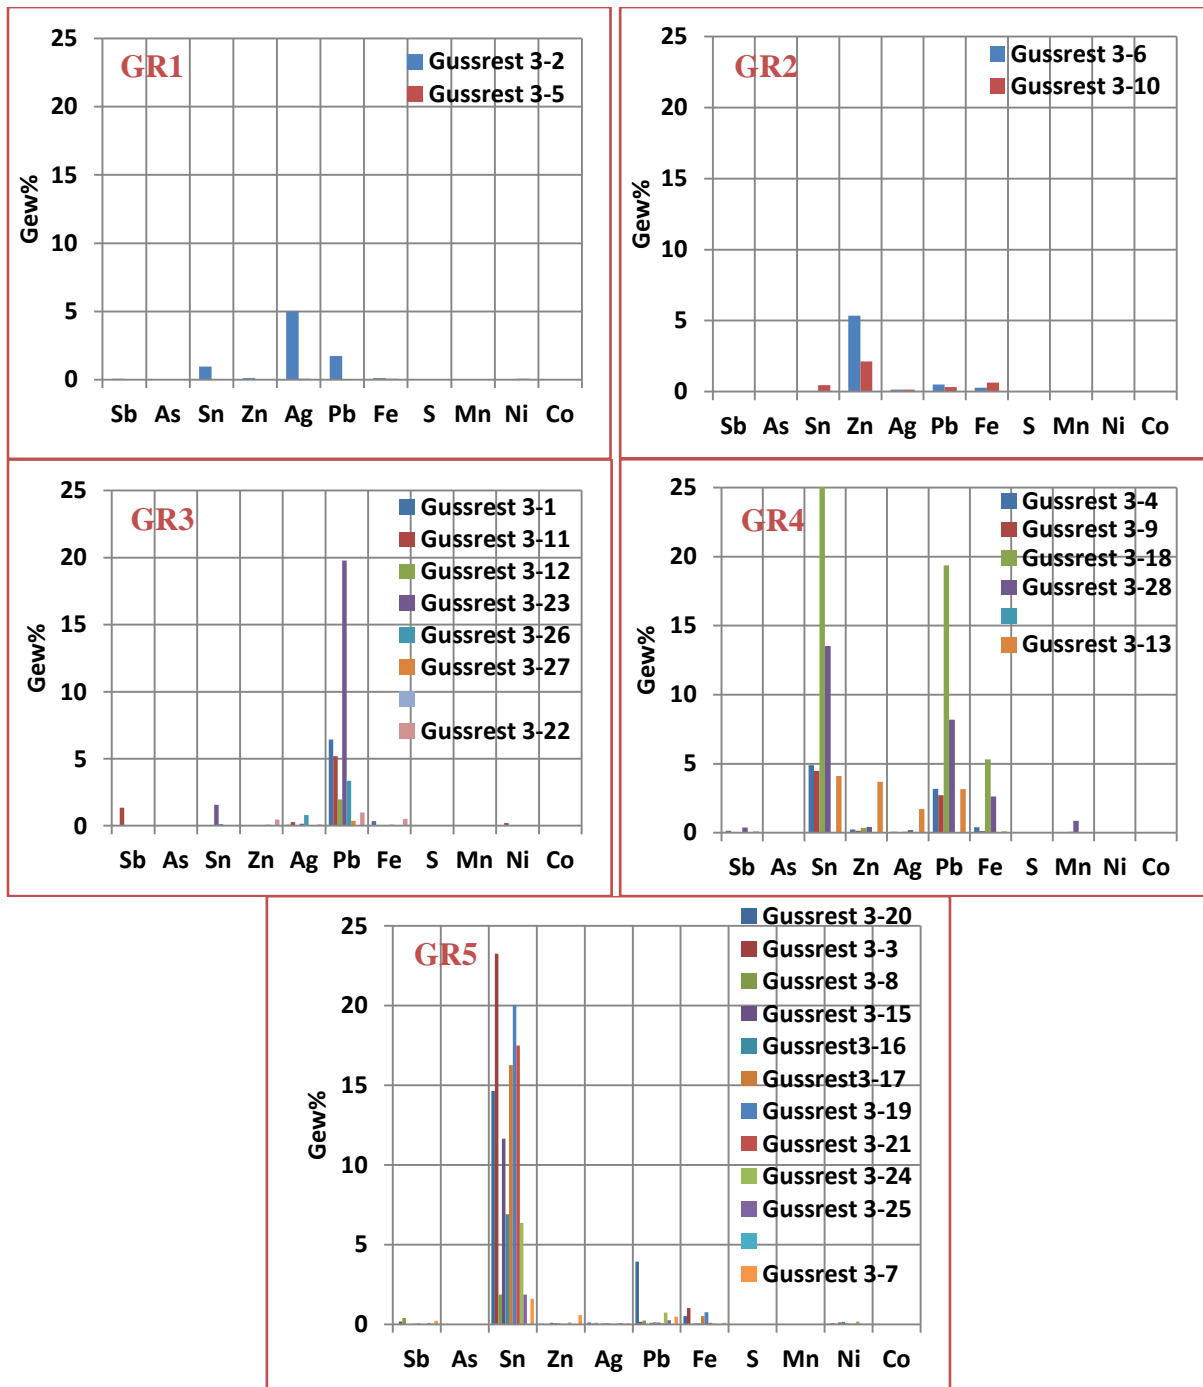 GR1
Gussrest 3-2
Gussrest 3-5
Gew%
25
20
15
10
5
0
Sb As Sn Zn Ag Pb Fe S Mn Ni Co
GR2
Gussrest 3-6
Gussrest 3-10
Gew%
25
20
15
10
5
0
Sb As Sn Zn Ag Pb Fe S Mn Ni Co
GR3
Gussrest 3-1
Gussrest 3-11
Gussrest 3-12
Gussrest 3-23
Gussrest 3-26
Gussrest 3-27
Gussrest 3-22
Gew%
25
20
15
10
5
0
Sb As Sn Zn Ag Pb Fe S Mn Ni Co
GR4
Gussrest 3-4
Gussrest 3-9
Gussrest 3-18
Gussrest 3-28
Gussrest 3-13
Gew%
25
20
15
10
5
0
Sb As Sn Zn Ag Pb Fe S Mn Ni Co
GR5
Gussrest 3-20
Gussrest 3-3
Gussrest 3-8
Gussrest 3-15
Gussrest3-16
Gussrest3-17
Gussrest 3-19
Gussrest 3-21
Gussrest 3-24
Gussrest 3-25
Gussrest 3-7
Gew%
25
20
15
10
5
0
Sb As Sn Zn Ag Pb Fe S Mn Ni Co